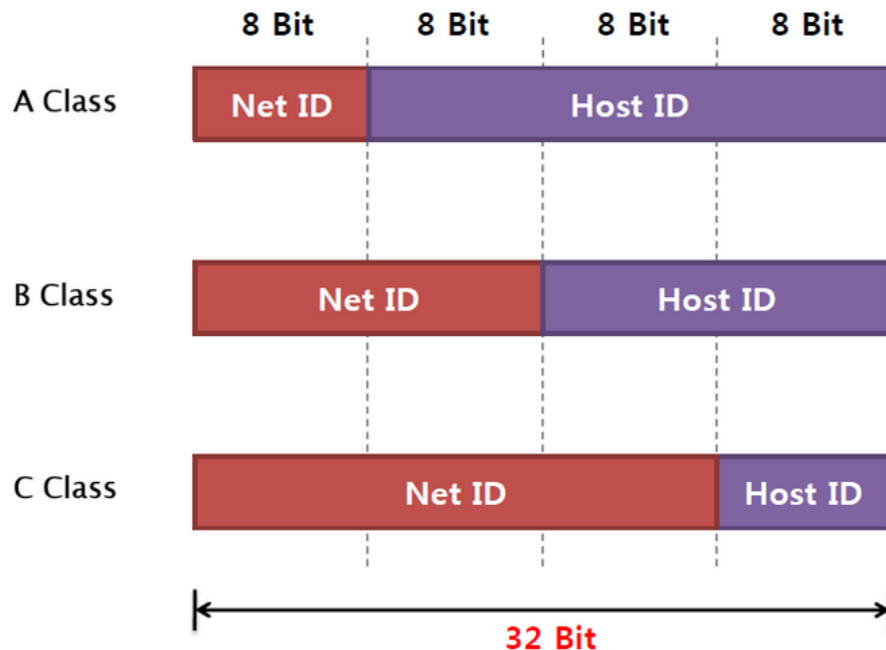 8 Bit 8 Bit 8 Bit 8 Bit
A Class Net ID Host ID
B Class Net ID Host ID
C Class Net ID Host ID
32 Bit